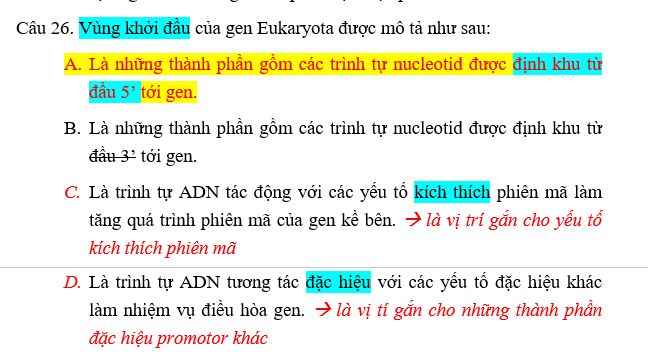 Câu 26. Vùng khởi đầu của gen Eukaryota được mô tả như sau:
A. Là những thành phần gồm các trình tự nucleotid được định khu từ
đầu 5’ tới gen.
B. Là những thành phần gồm các trình tự nucleotid được định khu từ
đầu 3’ tới gen.
C. Là trình tự ADN tác động với các yếu tố kích thích phiên mã làm
tăng quá trình phiên mã của gen kề bên. → là vị trí gắn cho yếu tố
kích thích phiên mã
D. Là trình tự ADN tương tác đặc hiệu với các yếu tố đặc hiệu khác
làm nhiệm vụ điều hòa gen. → là vị tí gắn cho những thành phần
đặc hiệu promotor khác